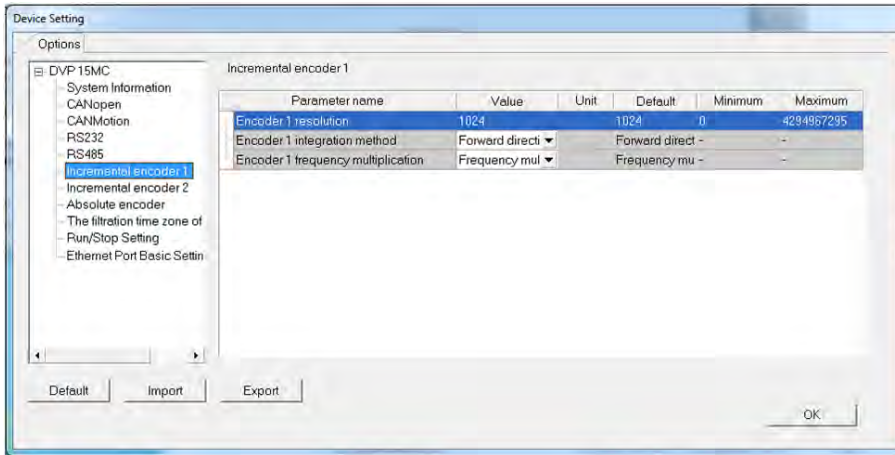 Device Setting
Options
DVP 15MC
System Information
CANopen
CANMotion
RS232
RS485
Incremental encoder 1
Incremental encoder 2
Absolute encoder
The filtration time zone of
Run/Stop Setting
Ethernet Port Basic Settin
Incremental encoder 1
Parameter name Value Unit Default Minimum Maximum
Encoder 1 resolution 1024 1024 0 4294967295
Encoder 1 integration method Forward directi Forward direct - -
Encoder 1 frequency multiplication Frequency mul Frequency mu - -
Default Import Export
OK